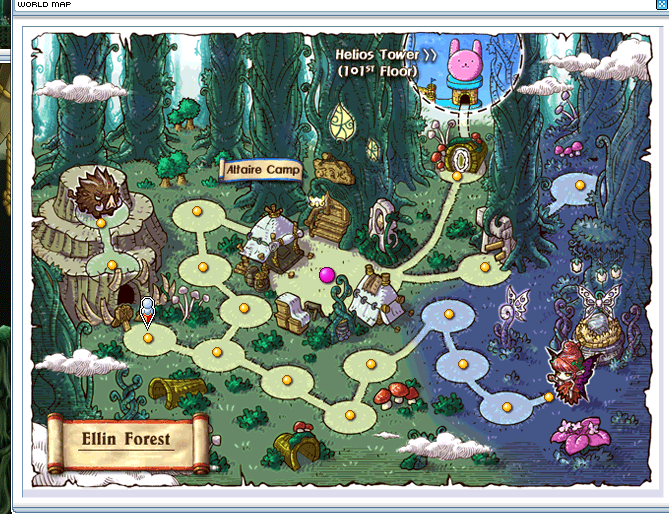 WORLD MAP
Helios Tower >>
(101ST Floor)
Altaire Camp
Ellin Forest